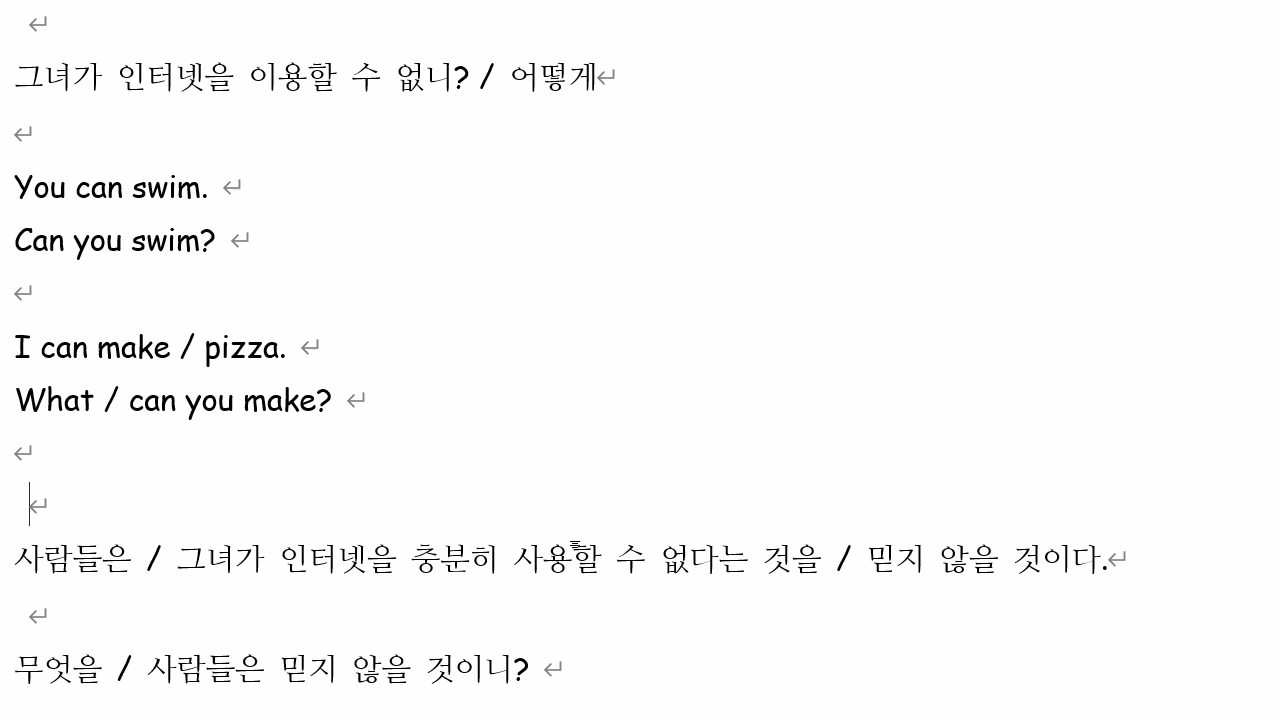 그녀가 인터넷을 이용할 수 없니? / 어떻게
You can swim.
Can you swim?
I can make / pizza.
What / can you make?
사람들은 / 그녀가 인터넷을 충분히 사용할 수 없다는 것을 / 믿지 않을 것이다.
무엇을 / 사람들은 믿지 않을 것이니?